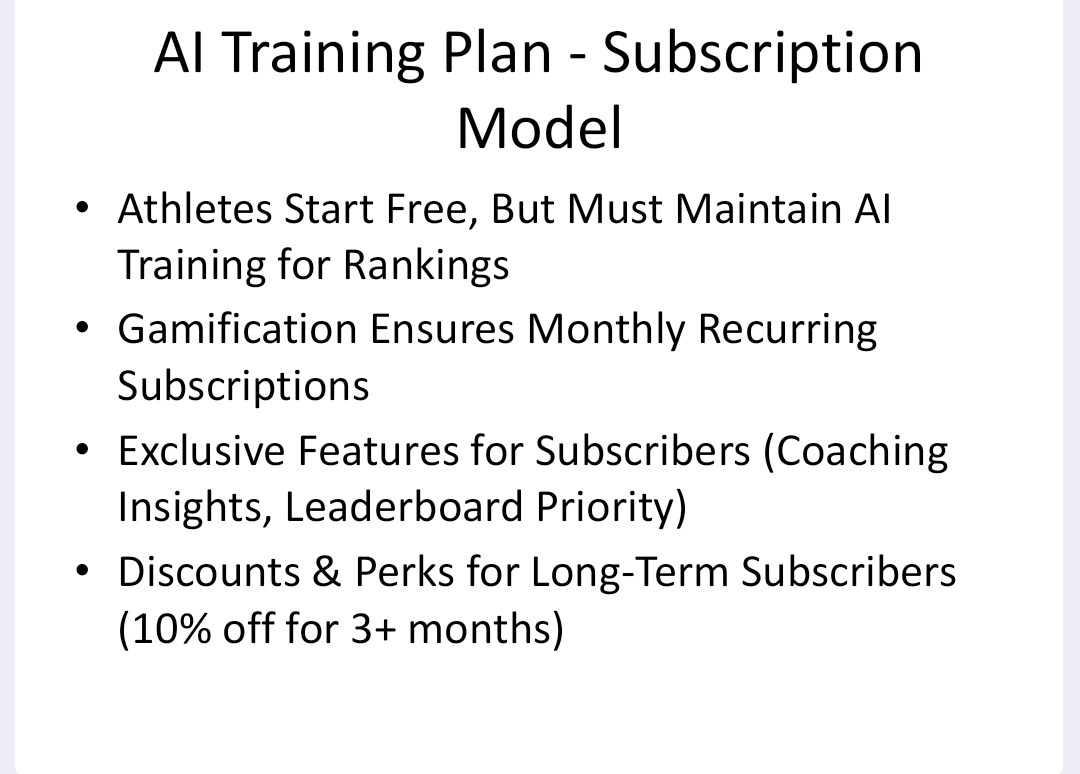 AI Training Plan - Subscription
Model
• Athletes Start Free, But Must Maintain AI
Training for Rankings
• Gamification Ensures Monthly Recurring
Subscriptions
• Exclusive Features for Subscribers (Coaching
Insights, Leaderboard Priority)
• Discounts & Perks for Long-Term Subscribers
(10% off for 3+ months)